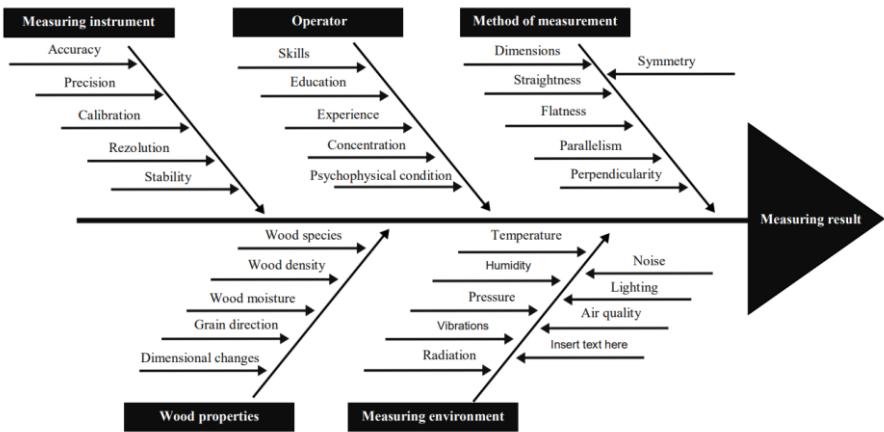 Measuring instrument
Operator
Method of measurement
Accuracy
Precision
Calibration
Rezolution
Stability
Skills
Education
Experience
Concentration
Psychophysical condition
Dimensions
Straightness
Flatness
Parallelism
Perpendicularity
Symmetry
Measuring result
Wood species
Wood density
Wood moisture
Grain direction
Dimensional changes
Temperature
Humidity
Pressure
Vibrations
Radiation
Noise
Lighting
Air quality
Insert text here
Wood properties
Measuring environment